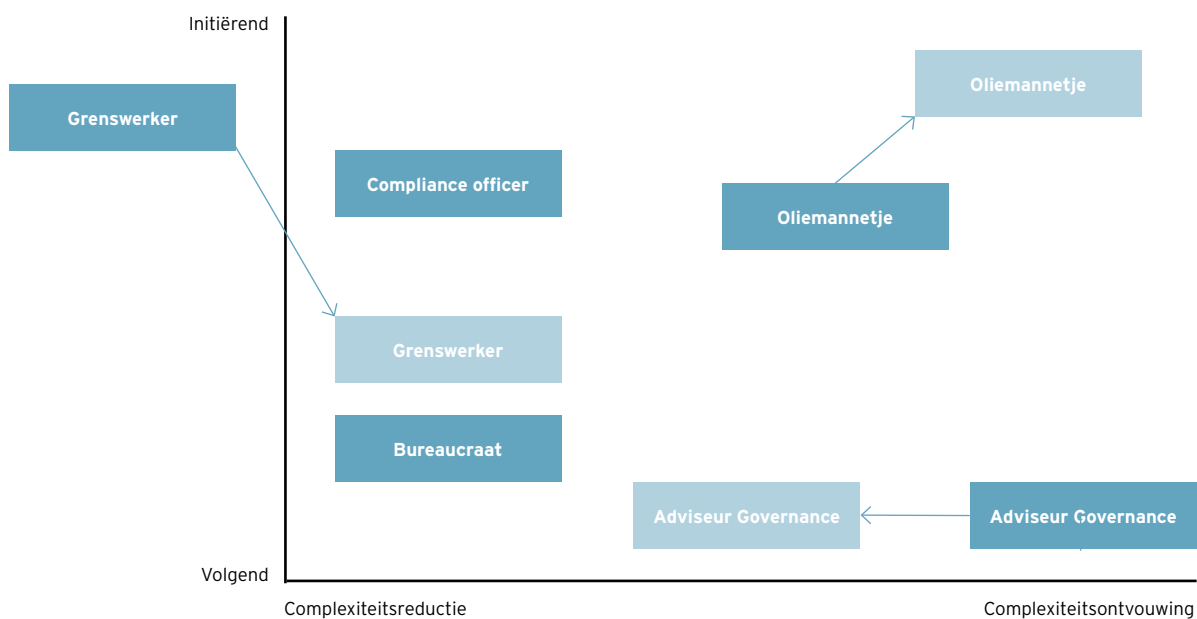 Initiërend
Oliemannetje
Grenswerker
Compliance officer
Oliemannetje
Grenswerker
Bureaucraat
Adviseur Governance
Adviseur Governance
Volgend
Complexiteitsreductie
Complexiteitsontvouwing